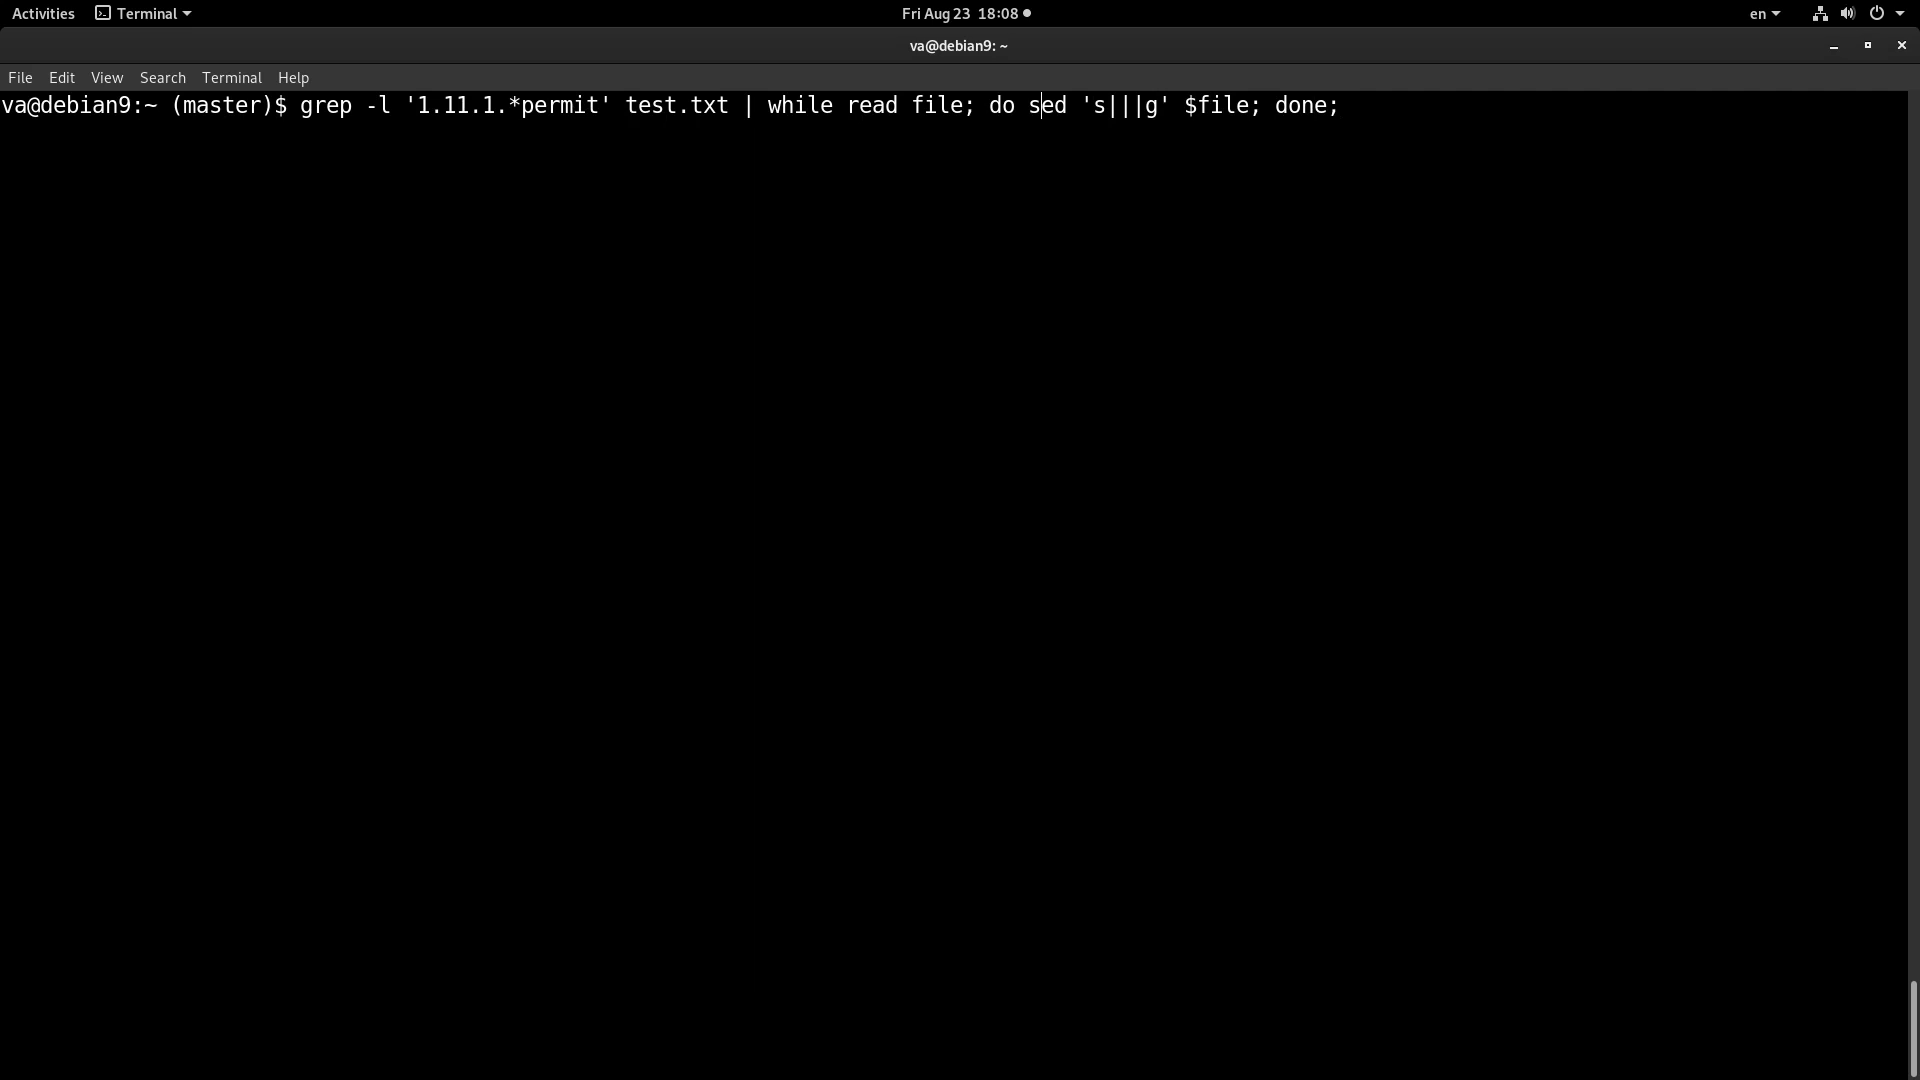 Activities Terminal Fri Aug 23 18:08 en
va@debian9: ~
File Edit View Search Terminal Help
va@debian9:~ (master)$ grep -l '1.11.1.*permit' test.txt | while read file; do sed 's|||g' $file; done;